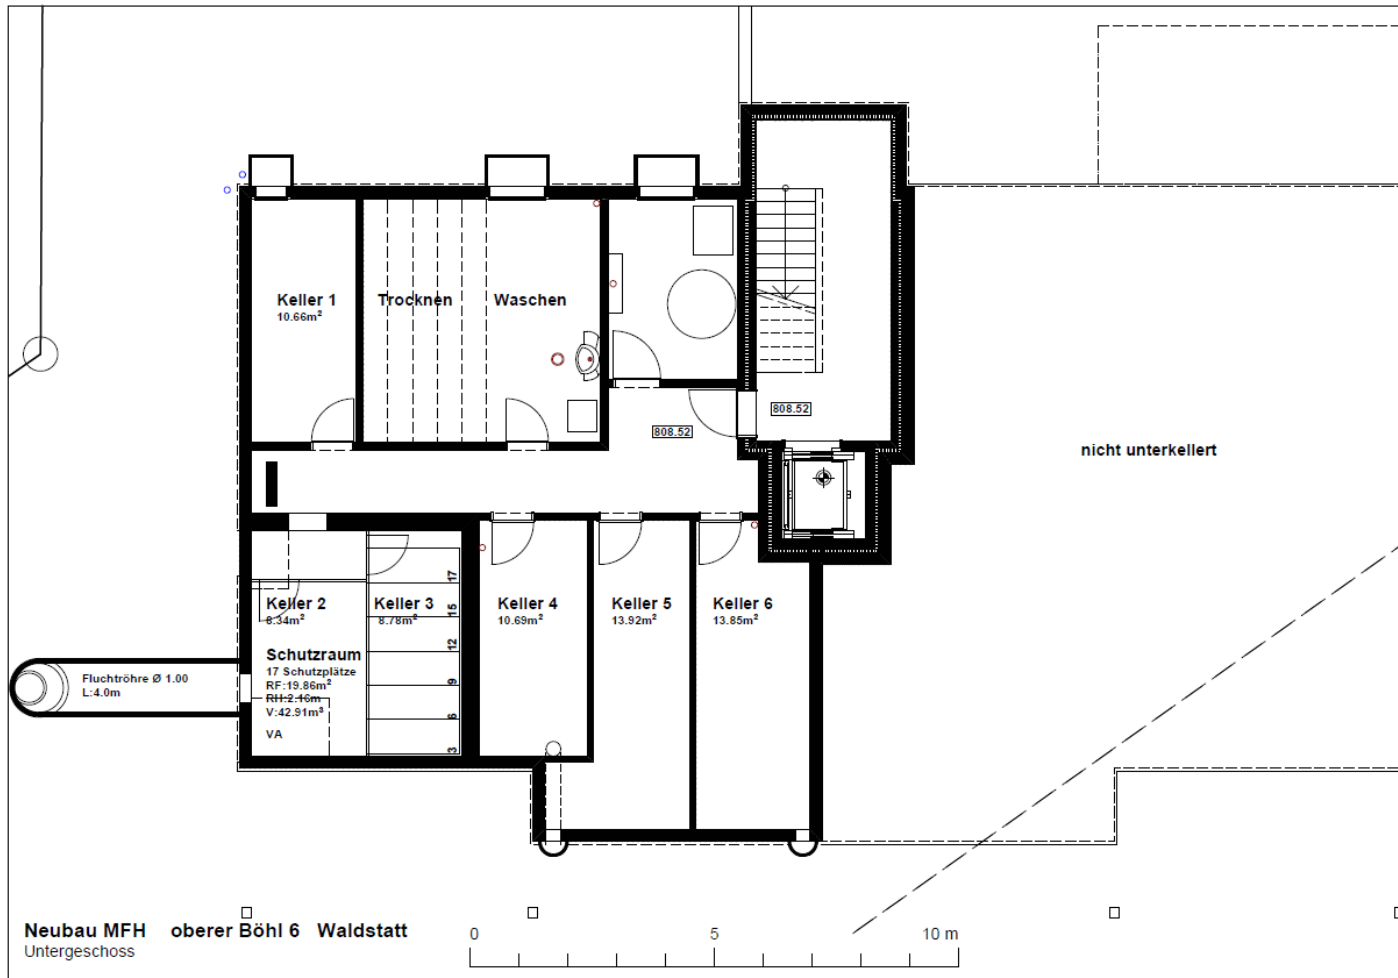 Keller 1
10.66m²
Trocknen
Waschen
808.52
808.52
nicht unterkellert
Keller 2
8.34m²
Keller 3
8.78m²
Keller 4
10.69m²
Keller 5
13.92m²
Keller 6
13.85m²
17
15
12
9
6
3
Schutzraum
17 Schutzplätze
RF:19.86m²
RH:2.16m
V:42.91m³
VA
Fluchtröhre Ø 1.00
L:4.0m
Neubau MFH oberer Böhl 6 Waldstatt
Untergeschoss
0 5 10 m